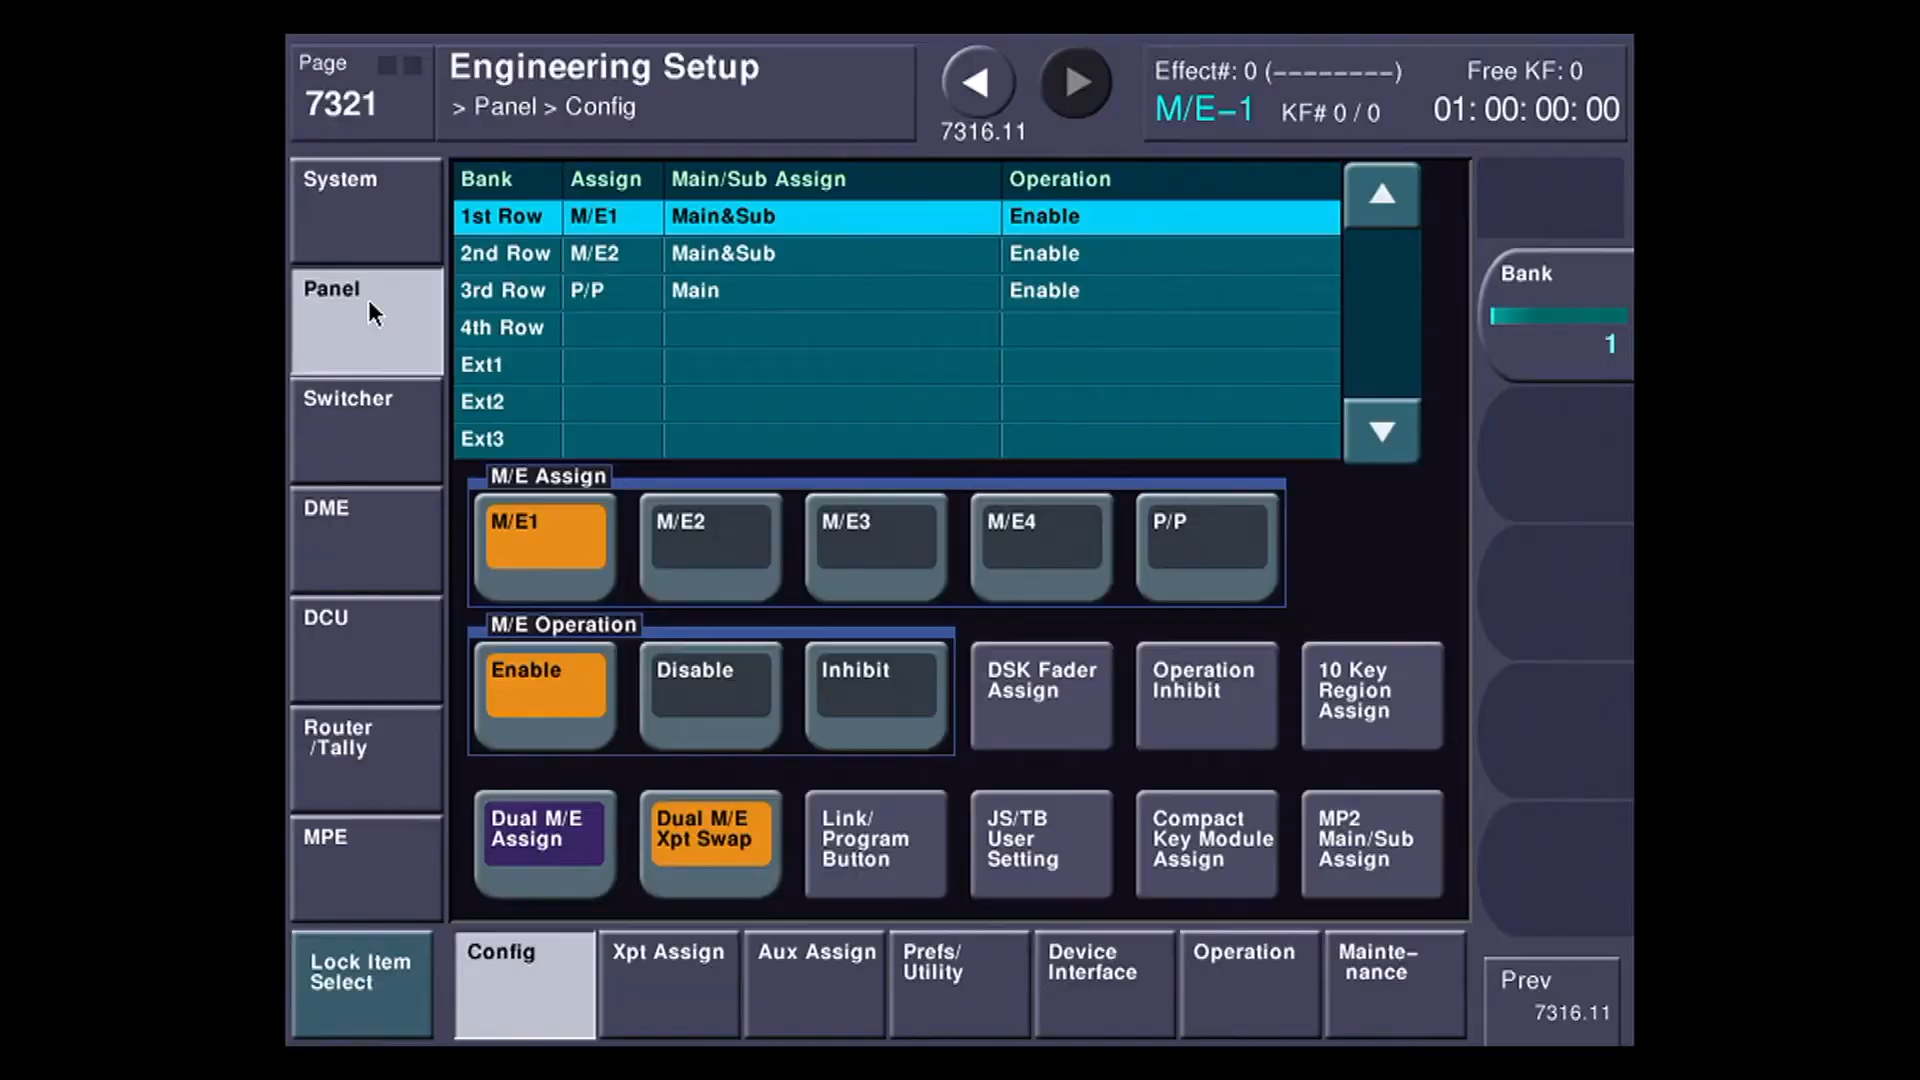 Page
7321
Engineering Setup
> Panel > Config
7316.11
Effect#: 0 (--------)
Free KF: 0
M/E-1
KF# 0 / 0
01: 00: 00: 00
System
Panel
Switcher
DME
DCU
Router
/Tally
MPE
Bank Assign Main/Sub Assign Operation
1st Row M/E1 Main&Sub Enable
2nd Row M/E2 Main&Sub Enable
3rd Row P/P Main Enable
4th Row
Ext1
Ext2
Ext3
Bank
1
M/E Assign
M/E1
M/E2
M/E3
M/E4
P/P
M/E Operation
Enable
Disable
Inhibit
DSK Fader
Assign
Operation
Inhibit
10 Key
Region
Assign
Dual M/E
Assign
Dual M/E
Xpt Swap
Link/
Program
Button
JS/TB
User
Setting
Compact
Key Module
Assign
MP2
Main/Sub
Assign
Lock Item
Select
Config
Xpt Assign
Aux Assign
Prefs/
Utility
Device
Interface
Operation
Mainte-
nance
Prev
7316.11